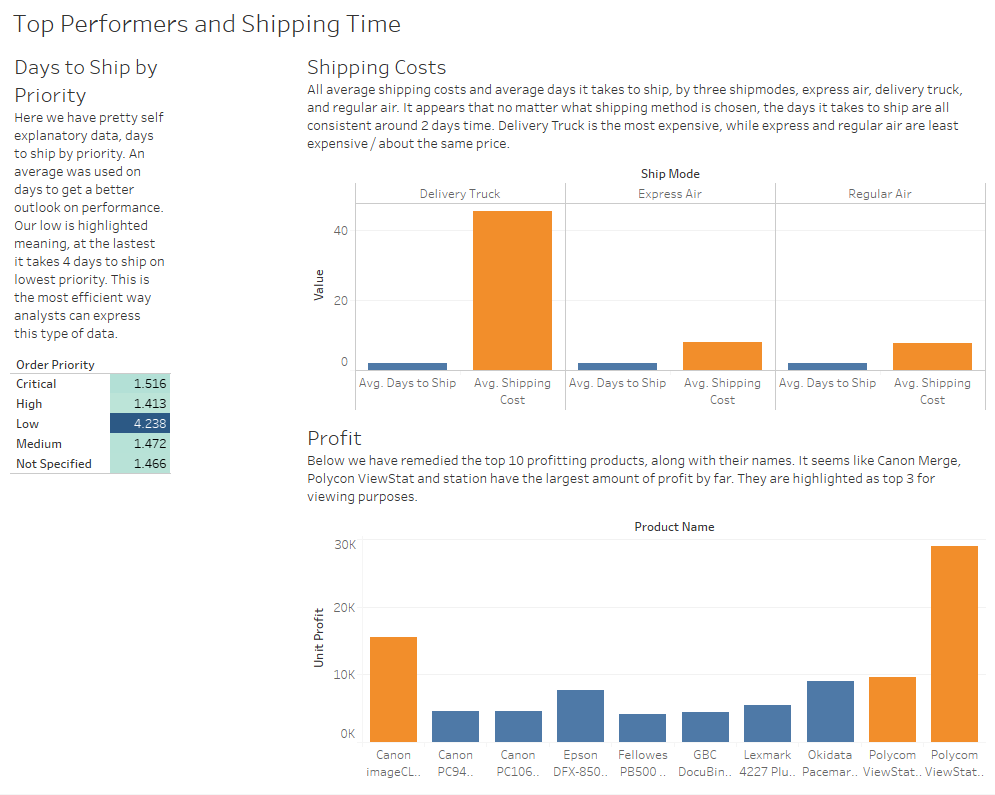 Top Performers and Shipping Time
Days to Ship by
Priority
Here we have pretty self
explanatory data, days
to ship by priority. An
average was used on
days to get a better
outlook on performance.
Our low is highlighted
meaning, at the lastest
it takes 4 days to ship on
lowest priority. This is
the most efficient way
analysts can express
this type of data.
Order Priority
Critical 1.516
High 1.413
Low 4.238
Medium 1.472
Not Specified 1.466
Shipping Costs
All average shipping costs and average days it takes to ship, by three shipmodes, express air, delivery truck,
and regular air. It appears that no matter what shipping method is chosen, the days it takes to ship are all
consistent around 2 days time. Delivery Truck is the most expensive, while express and regular air are least
expensive / about the same price.
Ship Mode
Delivery Truck Express Air Regular Air
Value
40
20
0
Avg. Days to Ship Avg. Shipping Avg. Days to Ship Avg. Shipping Avg. Days to Ship Avg. Shipping
Cost Cost Cost
Profit
Below we have remedied the top 10 profitting products, along with their names. It seems like Canon Merge,
Polycon ViewStat and station have the largest amount of profit by far. They are highlighted as top 3 for
viewing purposes.
Product Name
Unit Profit
30K
20K
10K
0K
Canon Canon Canon Epson Fellowes GBC Lexmark Okidata Polycom Polycom
imageCL.. PC94.. PC106.. DFX-850.. PB500 .. DocuBin.. 4227 Plu.. Pacemar.. ViewStat.. ViewStat..